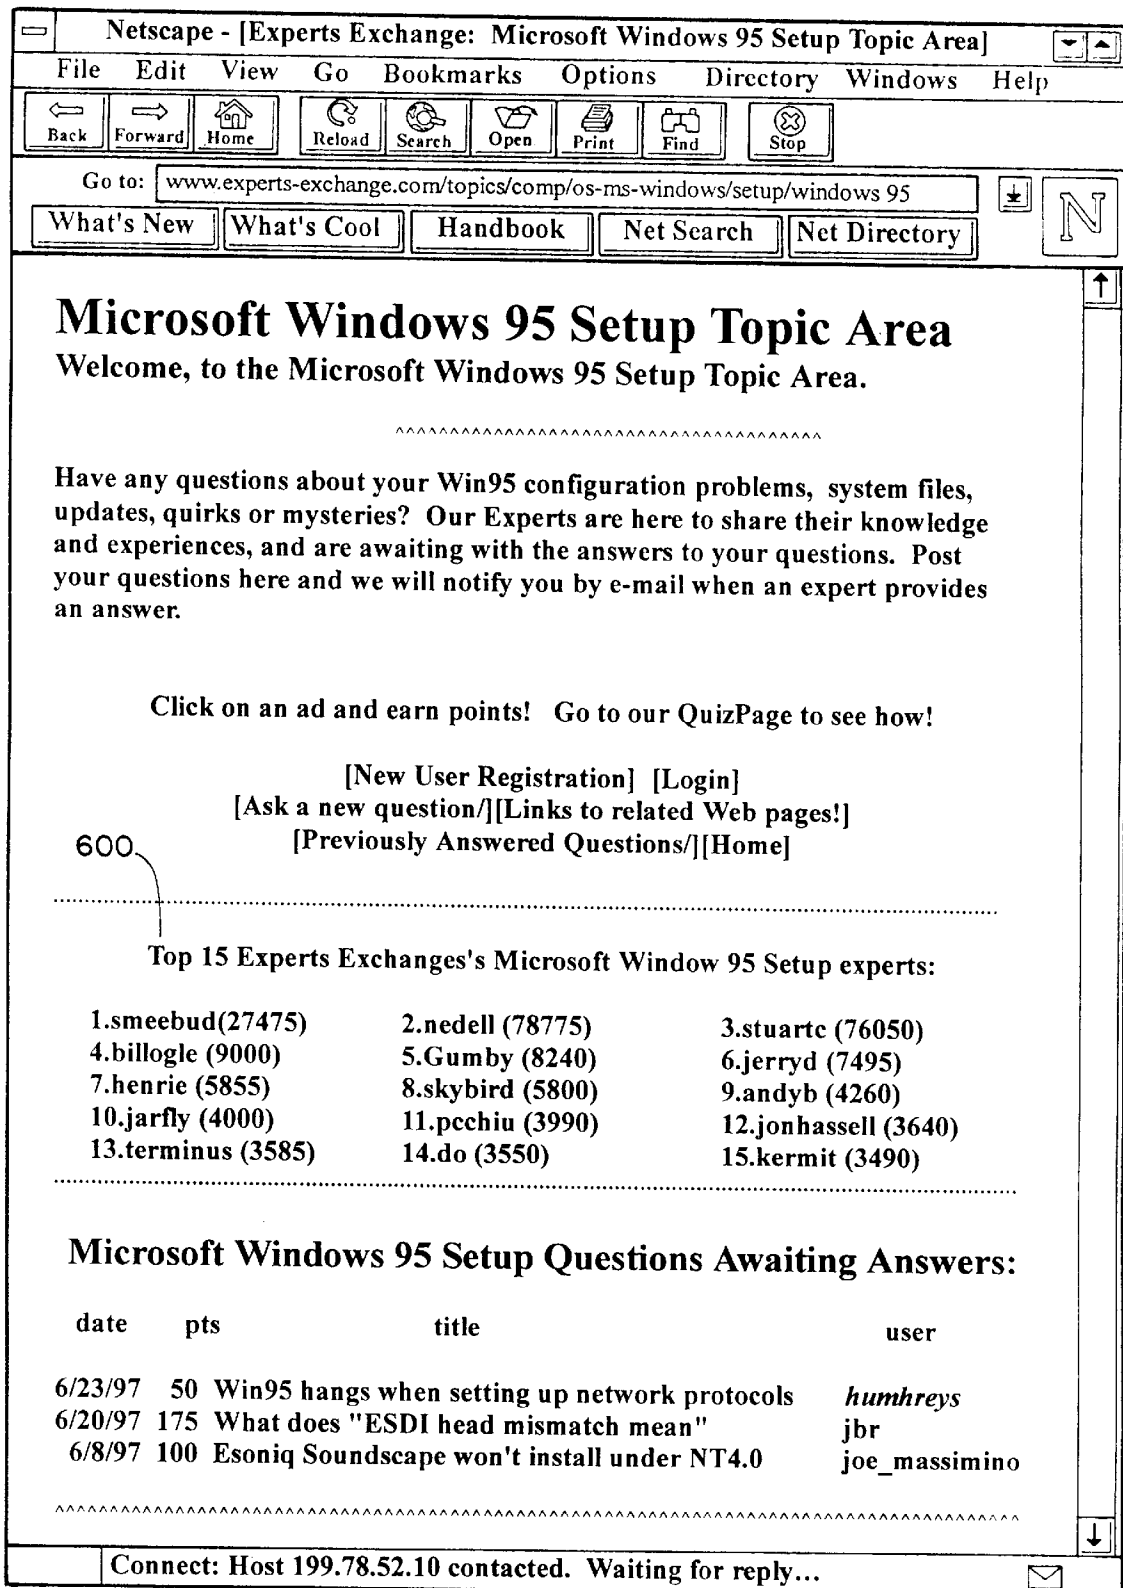 Netscape - [Experts Exchange: Microsoft Windows 95 Setup Topic Area]
File Edit View Go Bookmarks Options Directory Windows Help
Back Forward Home Reload Search Open Print Find Stop
Go to: www.experts-exchange.com/topics/comp/os-ms-windows/setup/windows 95
What's New What's Cool Handbook Net Search Net Directory
N
Microsoft Windows 95 Setup Topic Area
Welcome, to the Microsoft Windows 95 Setup Topic Area.
^^^^^^^^^^^^^^^^^^^^^^^^^^^^^^^^^^^^^^^
Have any questions about your Win95 configuration problems, system files,
updates, quirks or mysteries? Our Experts are here to share their knowledge
and experiences, and are awaiting with the answers to your questions. Post
your questions here and we will notify you by e-mail when an expert provides
an answer.
Click on an ad and earn points! Go to our QuizPage to see how!
[New User Registration] [Login]
[Ask a new question/][Links to related Web pages!]
[Previously Answered Questions/][Home]
600
Top 15 Experts Exchanges's Microsoft Window 95 Setup experts:
1.smeebud(27475) 2.nedell (78775) 3.stuartc (76050)
4.billogle (9000) 5.Gumby (8240) 6.jerryd (7495)
7.henrie (5855) 8.skybird (5800) 9.andyb (4260)
10.jarfly (4000) 11.pcchiu (3990) 12.jonhassell (3640)
13.terminus (3585) 14.do (3550) 15.kermit (3490)
Microsoft Windows 95 Setup Questions Awaiting Answers:
date pts title user
6/23/97 50 Win95 hangs when setting up network protocols humhreys
6/20/97 175 What does "ESDI head mismatch mean" jbr
6/8/97 100 Esoniq Soundscape won't install under NT4.0 joe_massimino
^^^^^^^^^^^^^^^^^^^^^^^^^^^^^^^^^^^^^^^^^^^^^^^^^^^^^^^^^^^^^^^^^^^^^^^^^^^^^^^^^^^^^^^^
Connect: Host 199.78.52.10 contacted. Waiting for reply...